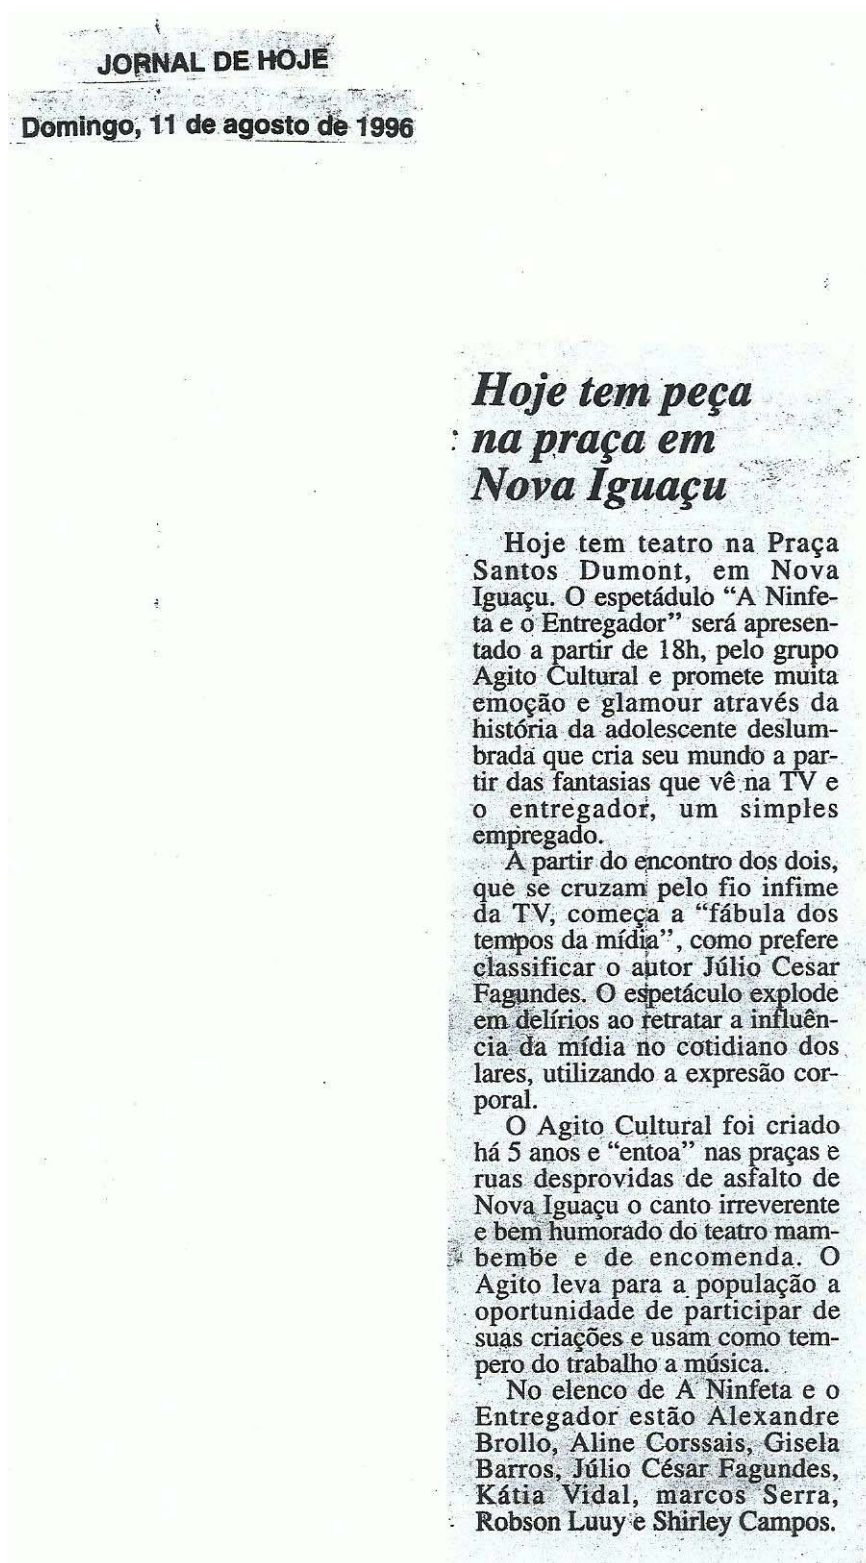 JORNAL DE HOJE
Domingo, 11 de agosto de 1996
Hoje tem peça
na praça em
Nova Iguaçu
Hoje tem teatro na Praça
Santos Dumont, em Nova
Iguaçu. O espetádulo “A Ninfe-
ta e o Entregador” será apresen-
tado a partir de 18h, pelo grupo
Agito Cultural e promete muita
emoção e glamour através da
história da adolescente deslum-
brada que cria seu mundo a par-
tir das fantasias que vê na TV e
o entregador, um simples
empregado.
A partir do encontro dos dois,
que se cruzam pelo fio infime
da TV, começa a “fábula dos
tempos da mídia”, como prefere
classificar o autor Júlio Cesar
Fagundes. O espetáculo explode
em delírios ao retratar a influên-
cia da mídia no cotidiano dos
lares, utilizando a expresão cor-
poral.
O Agito Cultural foi criado
há 5 anos e “entoa” nas praças e
ruas desprovidas de asfalto de
Nova Iguaçu o canto irreverente
e bem humorado do teatro mam-
bembe e de encomenda. O
Agito leva para a população a
oportunidade de participar de
suas criações e usam como tem-
pero do trabalho a música.
No elenco de A Ninfeta e o
Entregador estão Alexandre
Brollo, Aline Corssais, Gisela
Barros, Júlio César Fagundes,
Kátia Vidal, marcos Serra,
Robson Luuy e Shirley Campos.